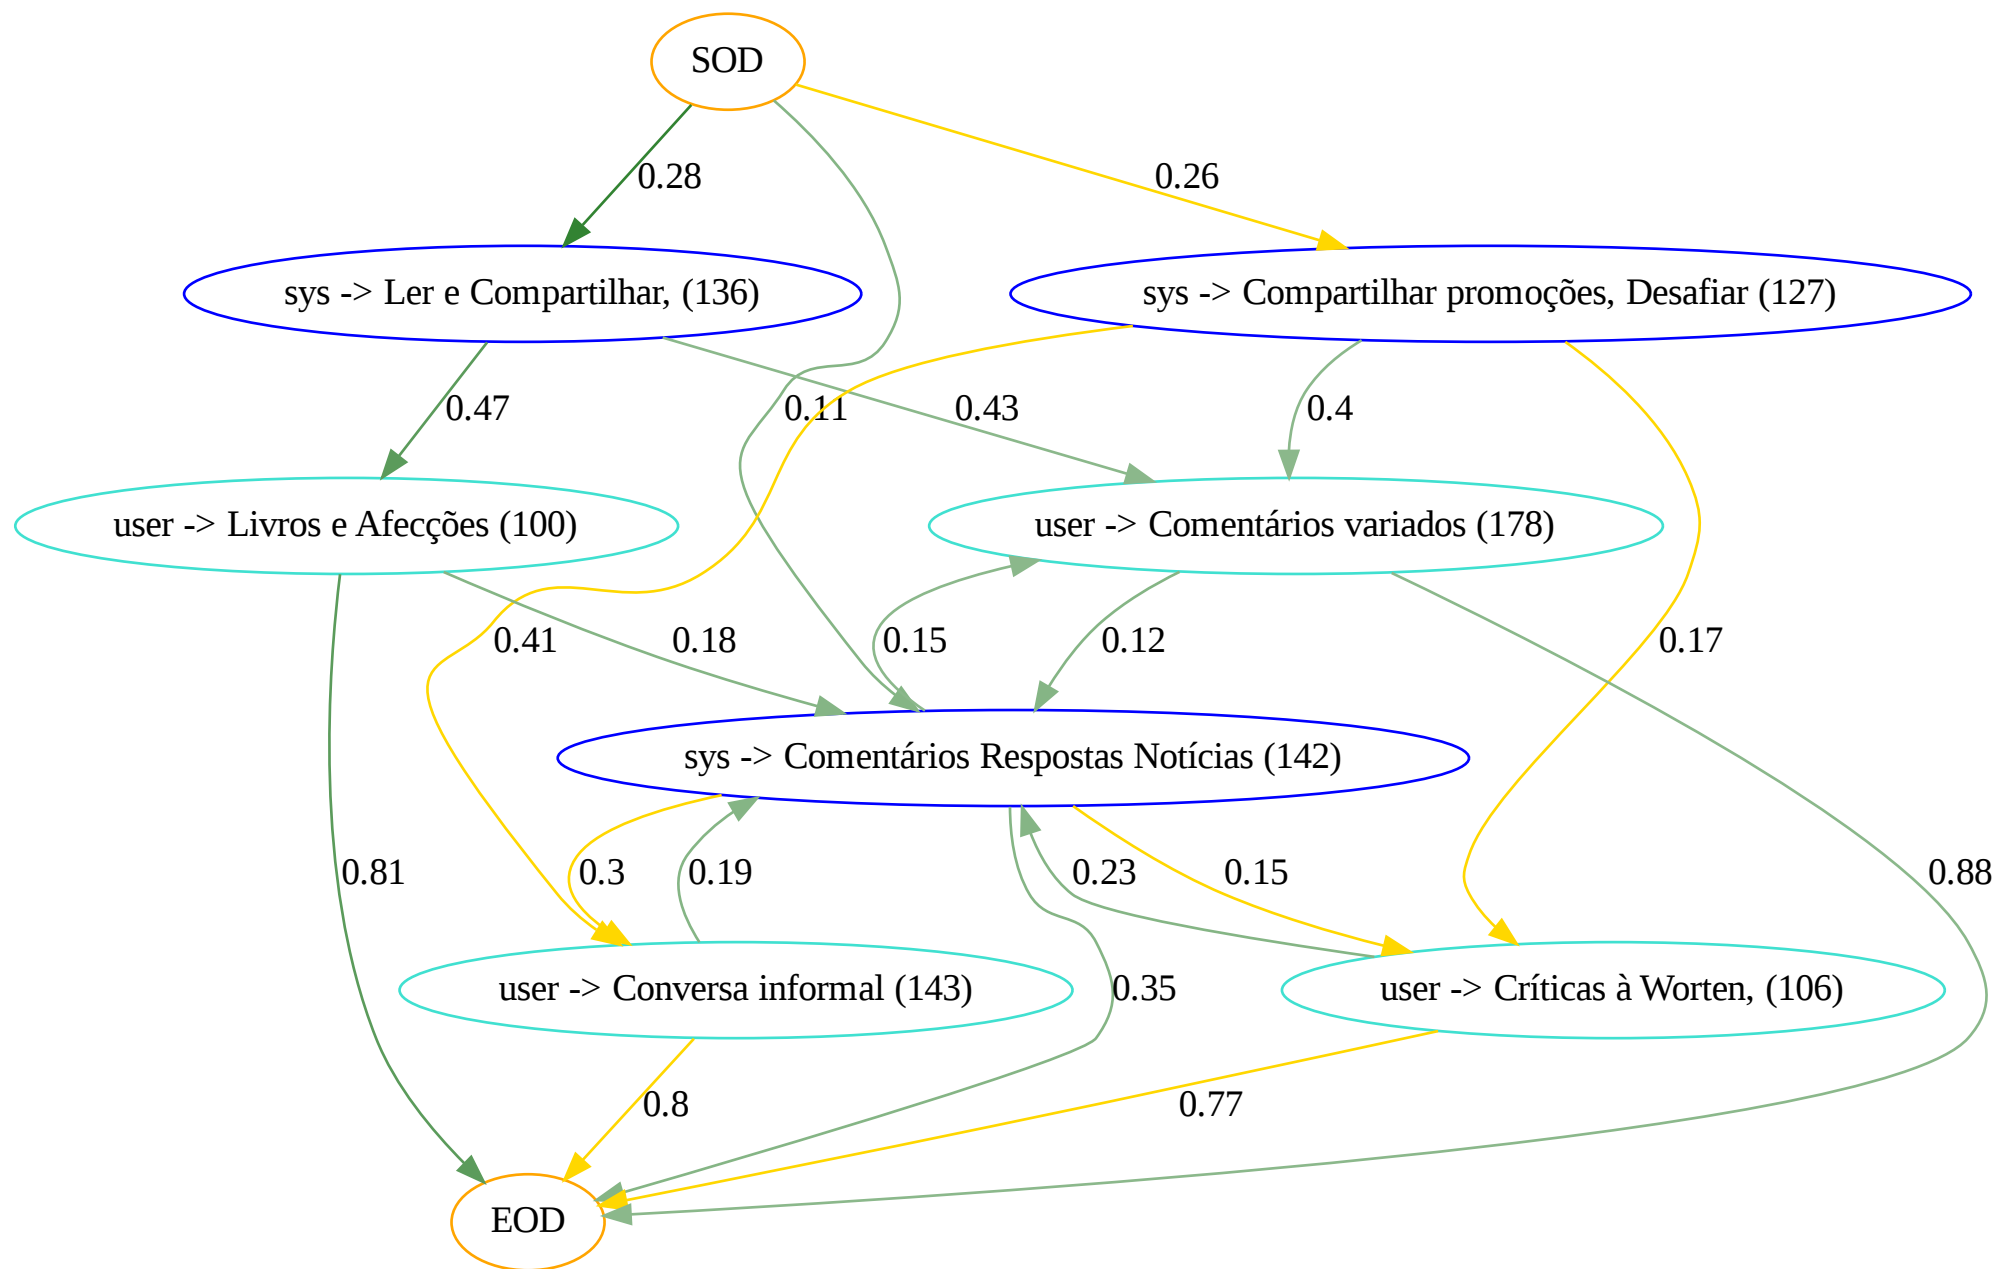 SOD
0.28
0.26
sys -> Ler e Compartilhar, (136)
sys -> Compartilhar promoções, Desafiar (127)
0.47
0.11
0.43
0.4
user -> Livros e Afecções (100)
user -> Comentários variados (178)
0.41
0.18
0.15
0.12
0.17
sys -> Comentários Respostas Notícias (142)
0.81
0.3
0.19
0.23
0.15
0.88
user -> Conversa informal (143)
0.35
user -> Críticas à Worten, (106)
0.8
0.77
EOD